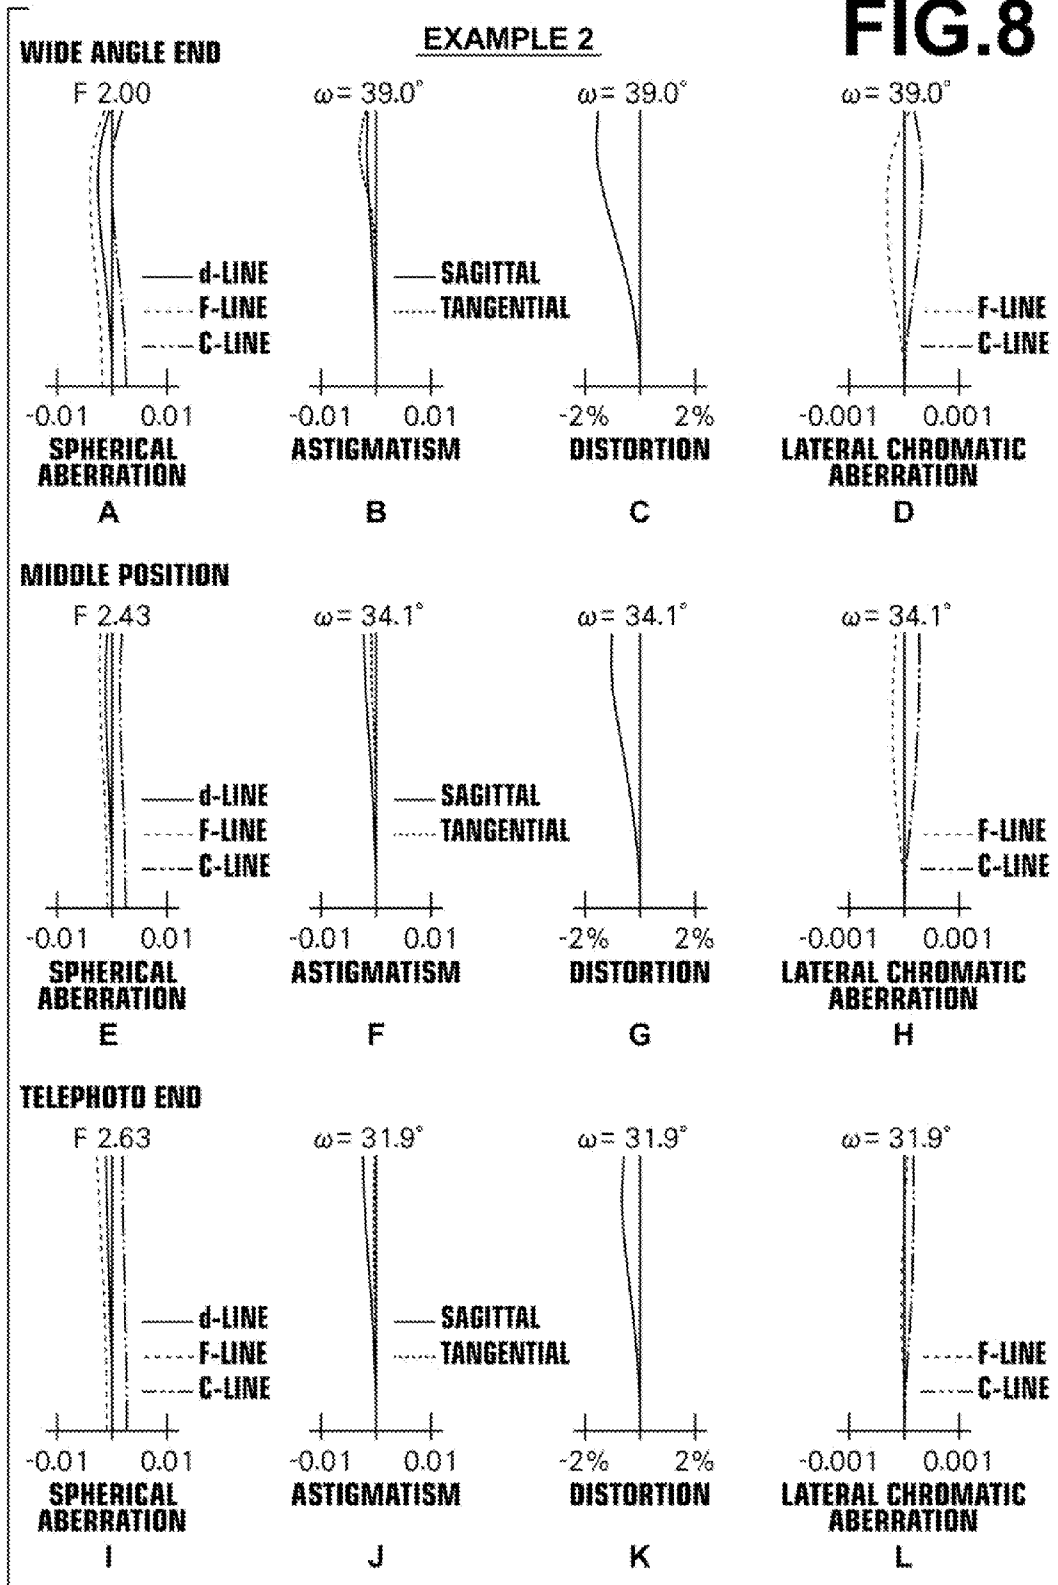 FIG.8
EXAMPLE 2
WIDE ANGLE END
F 2.00
d-LINE
F-LINE
C-LINE
-0.01 0.01
SPHERICAL
ABERRATION
A
ω= 39.0°
SAGITTAL
TANGENTIAL
-0.01 0.01
ASTIGMATISM
B
ω= 39.0°
-2% 2%
DISTORTION
C
ω= 39.0°
F-LINE
C-LINE
-0.001 0.001
LATERAL CHROMATIC
ABERRATION
D
MIDDLE POSITION
F 2.43
d-LINE
F-LINE
C-LINE
-0.01 0.01
SPHERICAL
ABERRATION
E
ω= 34.1°
SAGITTAL
TANGENTIAL
-0.01 0.01
ASTIGMATISM
F
ω= 34.1°
-2% 2%
DISTORTION
G
ω= 34.1°
F-LINE
C-LINE
-0.001 0.001
LATERAL CHROMATIC
ABERRATION
H
TELEPHOTO END
F 2.63
d-LINE
F-LINE
C-LINE
-0.01 0.01
SPHERICAL
ABERRATION
I
ω= 31.9°
SAGITTAL
TANGENTIAL
-0.01 0.01
ASTIGMATISM
J
ω= 31.9°
-2% 2%
DISTORTION
K
ω= 31.9°
F-LINE
C-LINE
-0.001 0.001
LATERAL CHROMATIC
ABERRATION
L